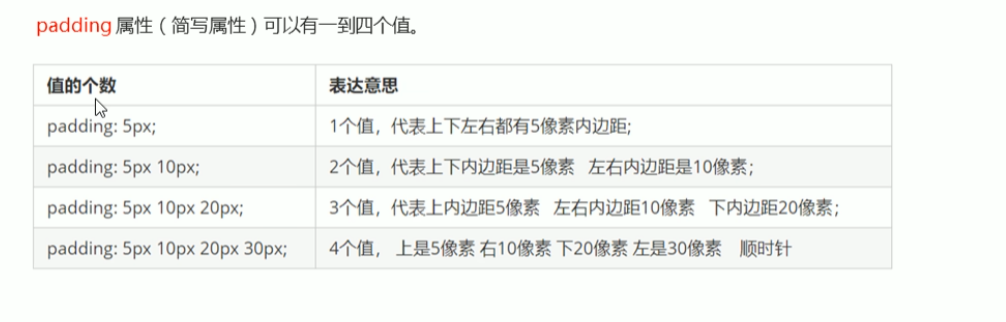 padding 属性（简写属性）可以有一到四个值。
值的个数 表达意思
padding: 5px; 1个值，代表上下左右都有5像素内边距;
padding: 5px 10px; 2个值，代表上下内边距是5像素 左右内边距是10像素;
padding: 5px 10px 20px; 3个值，代表上内边距5像素 左右内边距10像素 下内边距20像素;
padding: 5px 10px 20px 30px; 4个值， 上是5像素 右10像素 下20像素 左是30像素 顺时针